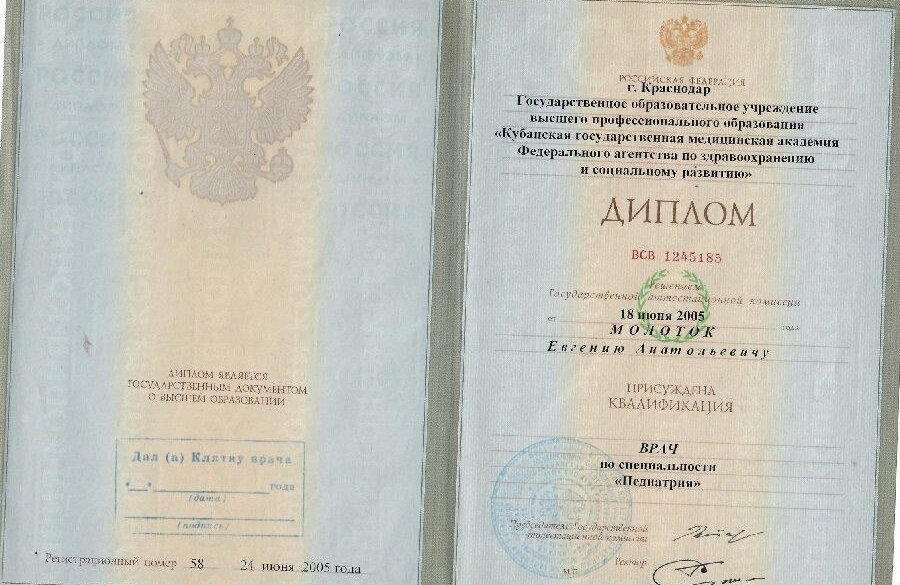 ДИПЛОМ ЯВЛЯЕТСЯ
ГОСУДАРСТВЕННЫМ ДОКУМЕНТОМ
О ВЫСШЕМ ОБРАЗОВАНИИ
Дал (а) Клятву врача
года
(дата)
(подпись)
Регистрационный номер 58 24 июня 2005 года
РОССИЙСКАЯ ФЕДЕРАЦИЯ
г. Краснодар
Государственное образовательное учреждение
высшего профессионального образования
«Кубанская государственная медицинская академия
Федерального агентства по здравоохранению
и социальному развитию»
ДИПЛОМ
ВСВ 1245185
Решением
Государственной аттестационной комиссии
от 18 июня 2005 года
МОЛОТОК
Евгению Анатольевичу
ПРИСУЖДЕНА
КВАЛИФИКАЦИЯ
ВРАЧ
по специальности
«Педиатрия»
Председатель Государственной
аттестационной комиссии
Ректор
М.П.